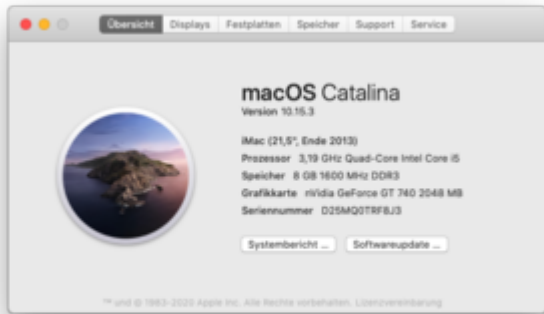 Übersicht Displays Festplatten Speicher Support Service
macOS Catalina
Version 10.15.3
iMac (21,5", Ende 2013)
Prozessor 3,19 GHz Quad-Core Intel Core i5
Speicher 8 GB 1600 MHz DDR3
Grafikkarte nVidia GeForce GT 740 2048 MB
Seriennummer D25MQ0TRF8J3
Systembericht ... Softwareupdate ...
™ und © 1983-2020 Apple Inc. Alle Rechte vorbehalten. Lizenzvereinbarung